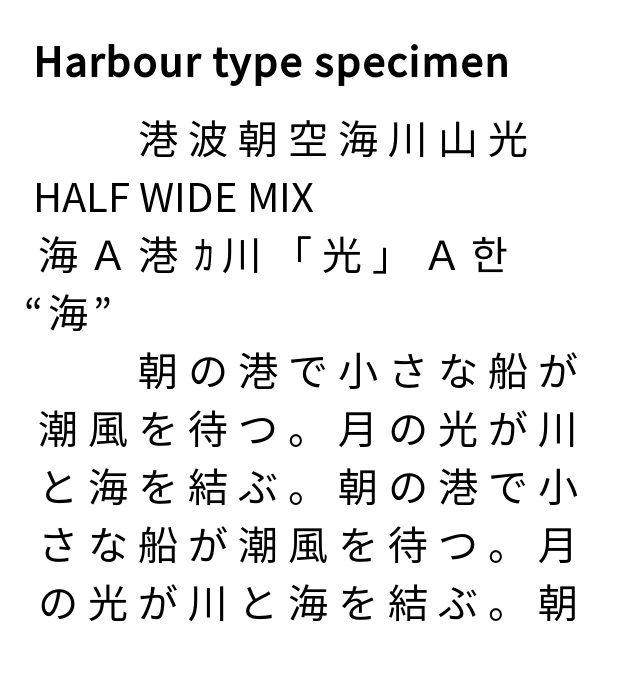 Harbour type specimen
港波朝空海川山光
HALF WIDE MIX
海Ａ港ｶ川「光」Ａ한
“海”
朝の港で小さな船が
潮風を待つ。月の光が川
と海を結ぶ。朝の港で小
さな船が潮風を待つ。月
の光が川と海を結ぶ。朝